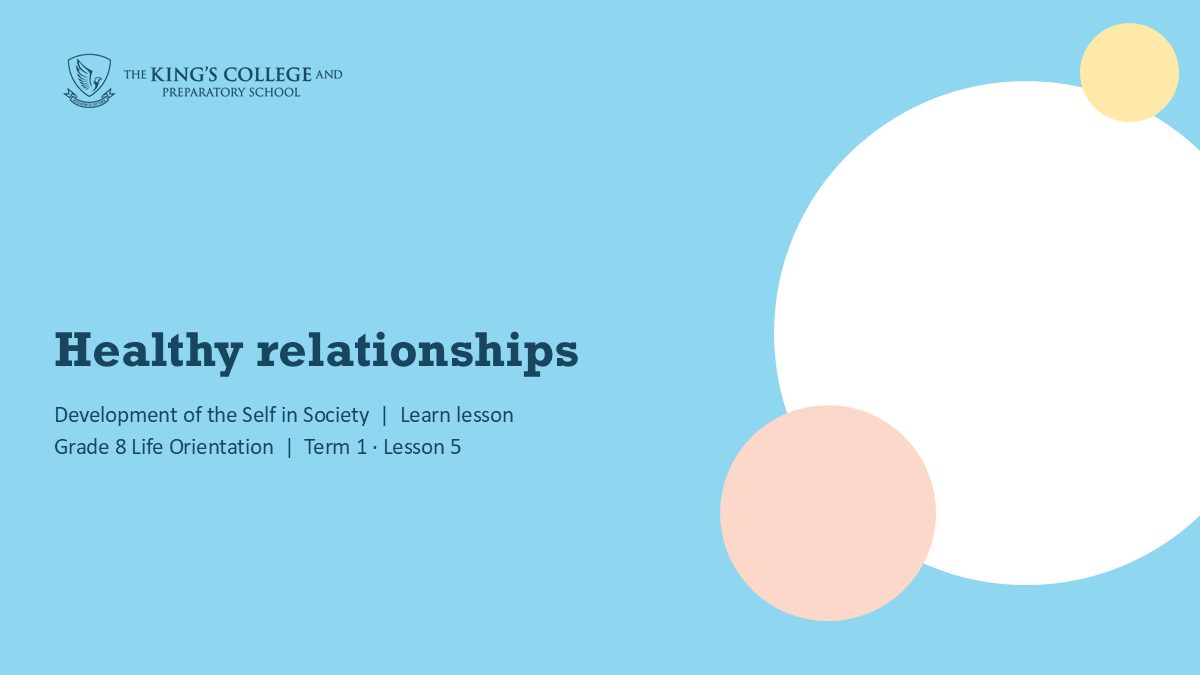 THE KING'S COLLEGE AND
PREPARATORY SCHOOL
Healthy relationships
Development of the Self in Society | Learn lesson
Grade 8 Life Orientation | Term 1 · Lesson 5